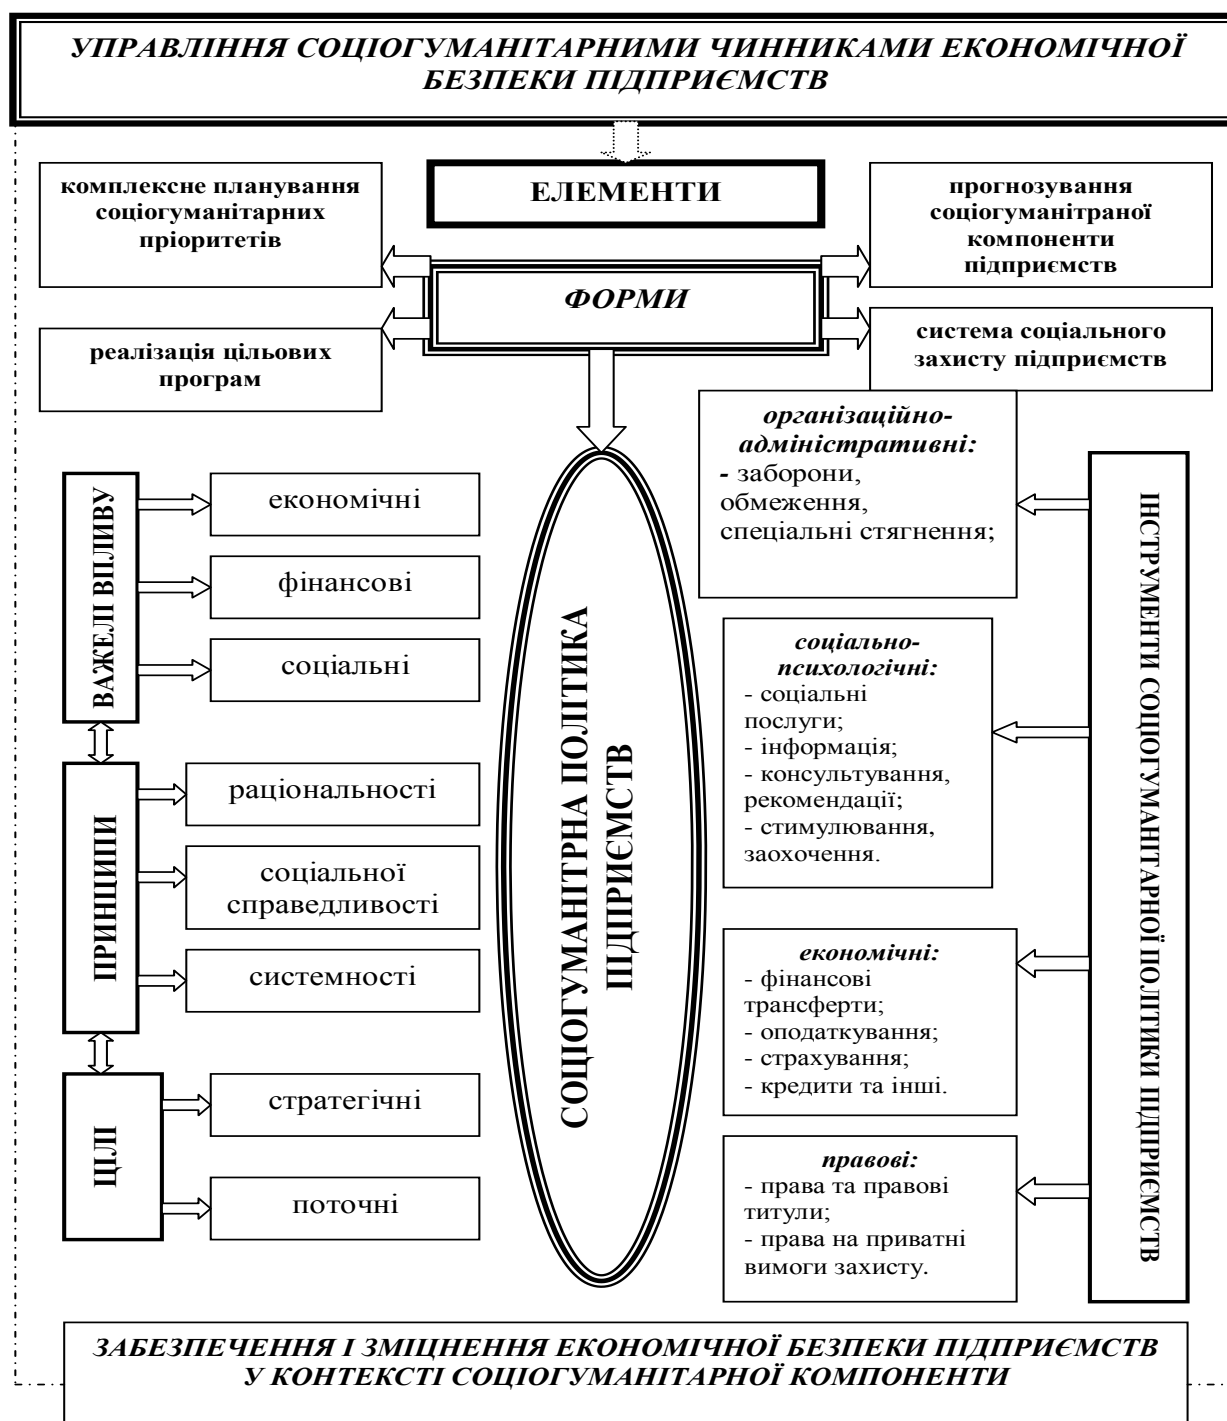 УПРАВЛІННЯ СОЦІОГУМАНІТАРНИМИ ЧИННИКАМИ ЕКОНОМІЧНОЇ
БЕЗПЕКИ ПІДПРИЄМСТВ
ЕЛЕМЕНТИ
комплексне планування
соціогуманітарних
пріоритетів
прогнозування
соціогуманітраної
компоненти
підприємств
ФОРМИ
реалізація цільових
програм
система соціального
захисту підприємств
ВАЖЕЛІ ВПЛИВУ
економічні
фінансові
соціальні
ПРИНЦИПИ
раціональності
соціальної
справедливості
системності
ЦІЛІ
стратегічні
поточні
СОЦІОГУМАНІТРНА ПОЛІТИКА
ПІДПРИЄМСТВ
організаційно-
адміністративні:
- заборони,
обмеження,
спеціальні стягнення;
соціально-
психологічні:
- соціальні
послуги;
- інформація;
- консультування,
рекомендації;
- стимулювання,
заохочення.
економічні:
- фінансові
трансферти;
- оподаткування;
- страхування;
- кредити та інші.
правові:
- права та правові
титули;
- права на приватні
вимоги захисту.
ІНСТРУМЕНТИ СОЦІОГУМАНІТАРНОЇ ПОЛІТИКИ ПІДПРИЄМСТВ
ЗАБЕЗПЕЧЕННЯ І ЗМІЦНЕННЯ ЕКОНОМІЧНОЇ БЕЗПЕКИ ПІДПРИЄМСТВ
У КОНТЕКСТІ СОЦІОГУМАНІТАРНОЇ КОМПОНЕНТИ